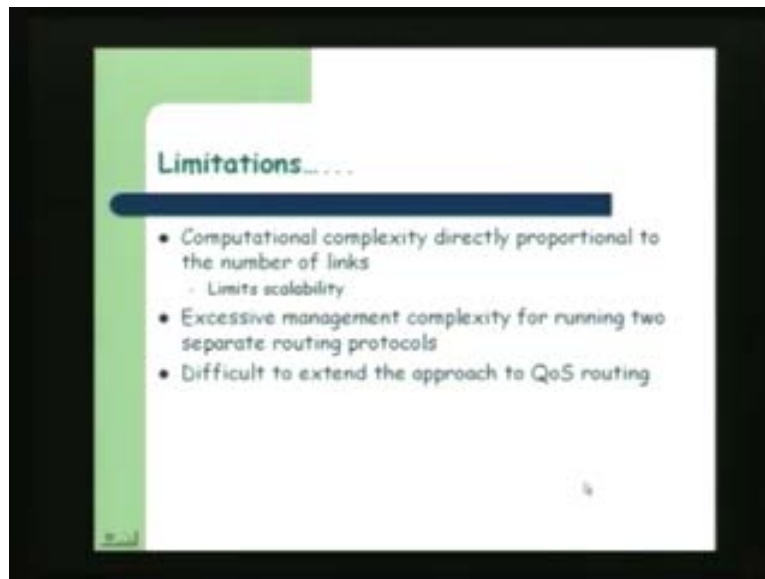 Limitations......
• Computational complexity directly proportional to
the number of links
- Limits scalability
• Excessive management complexity for running two
separate routing protocols
• Difficult to extend the approach to QoS routing